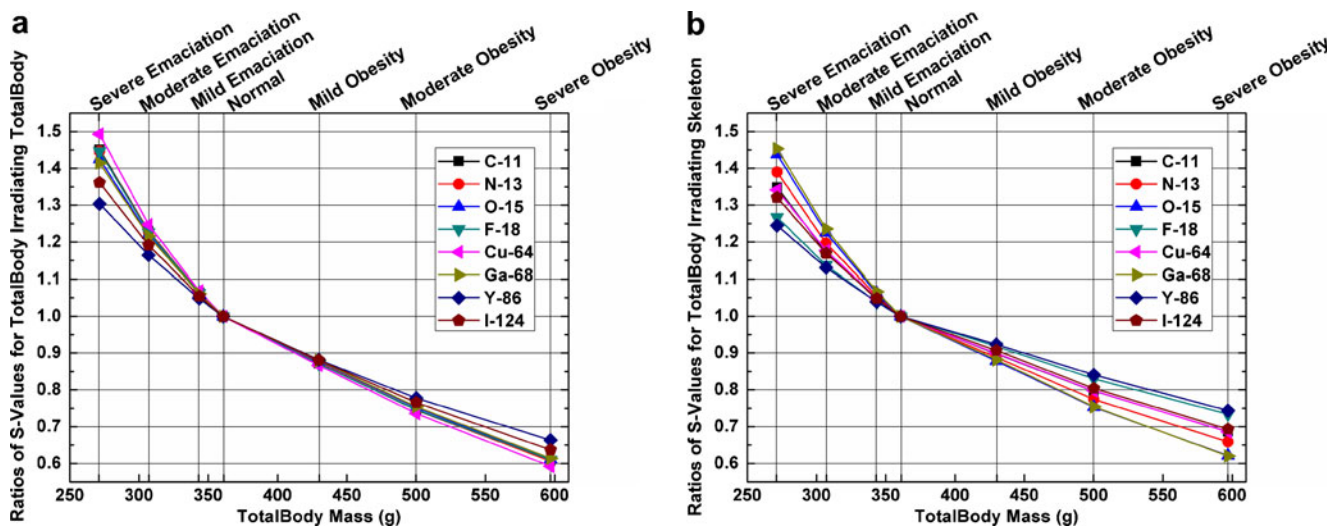 a
Severe Emaciation
Moderate Emaciation
Mild Emaciation
Normal
Mild Obesity
Moderate Obesity
Severe Obesity
Ratios of S-Values for TotalBody Irradiating TotalBody
1.5
1.4
1.3
1.2
1.1
1.0
0.9
0.8
0.7
0.6
C-11
N-13
O-15
F-18
Cu-64
Ga-68
Y-86
I-124
250 300 350 400 450 500 550 600
TotalBody Mass (g)
b
Severe Emaciation
Moderate Emaciation
Mild Emaciation
Normal
Mild Obesity
Moderate Obesity
Severe Obesity
Ratios of S-Values for TotalBody Irradiating Skeleton
1.5
1.4
1.3
1.2
1.1
1.0
0.9
0.8
0.7
0.6
C-11
N-13
O-15
F-18
Cu-64
Ga-68
Y-86
I-124
250 300 350 400 450 500 550 600
TotalBody Mass (g)